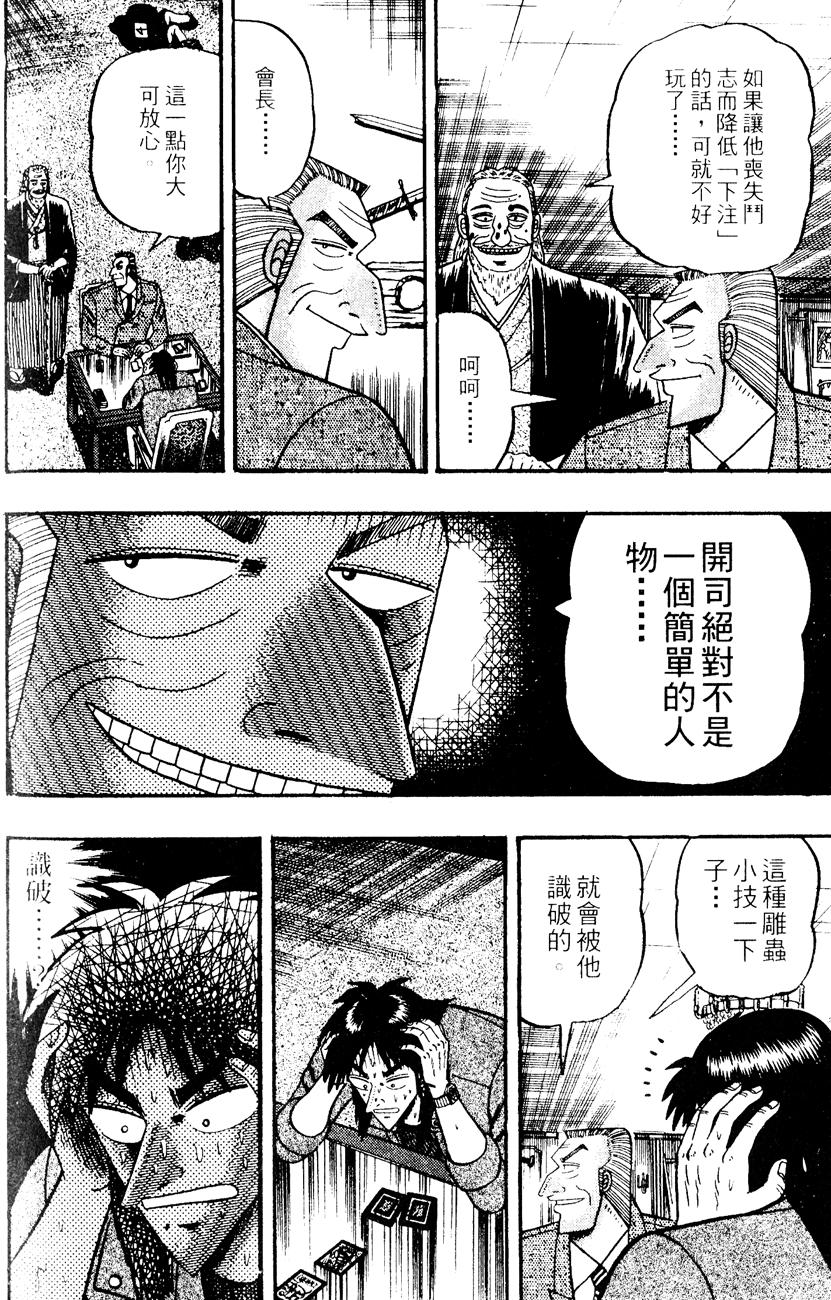 如果讓他喪失鬥
志而降低「下注」
的話，可就不好
玩了……
呵呵……
會長……
這一點你大
可放心。
開司絕對不是
一個簡單的人
物……
這種雕蟲
小技一下
子…
就會被他
識破的。
識破……？